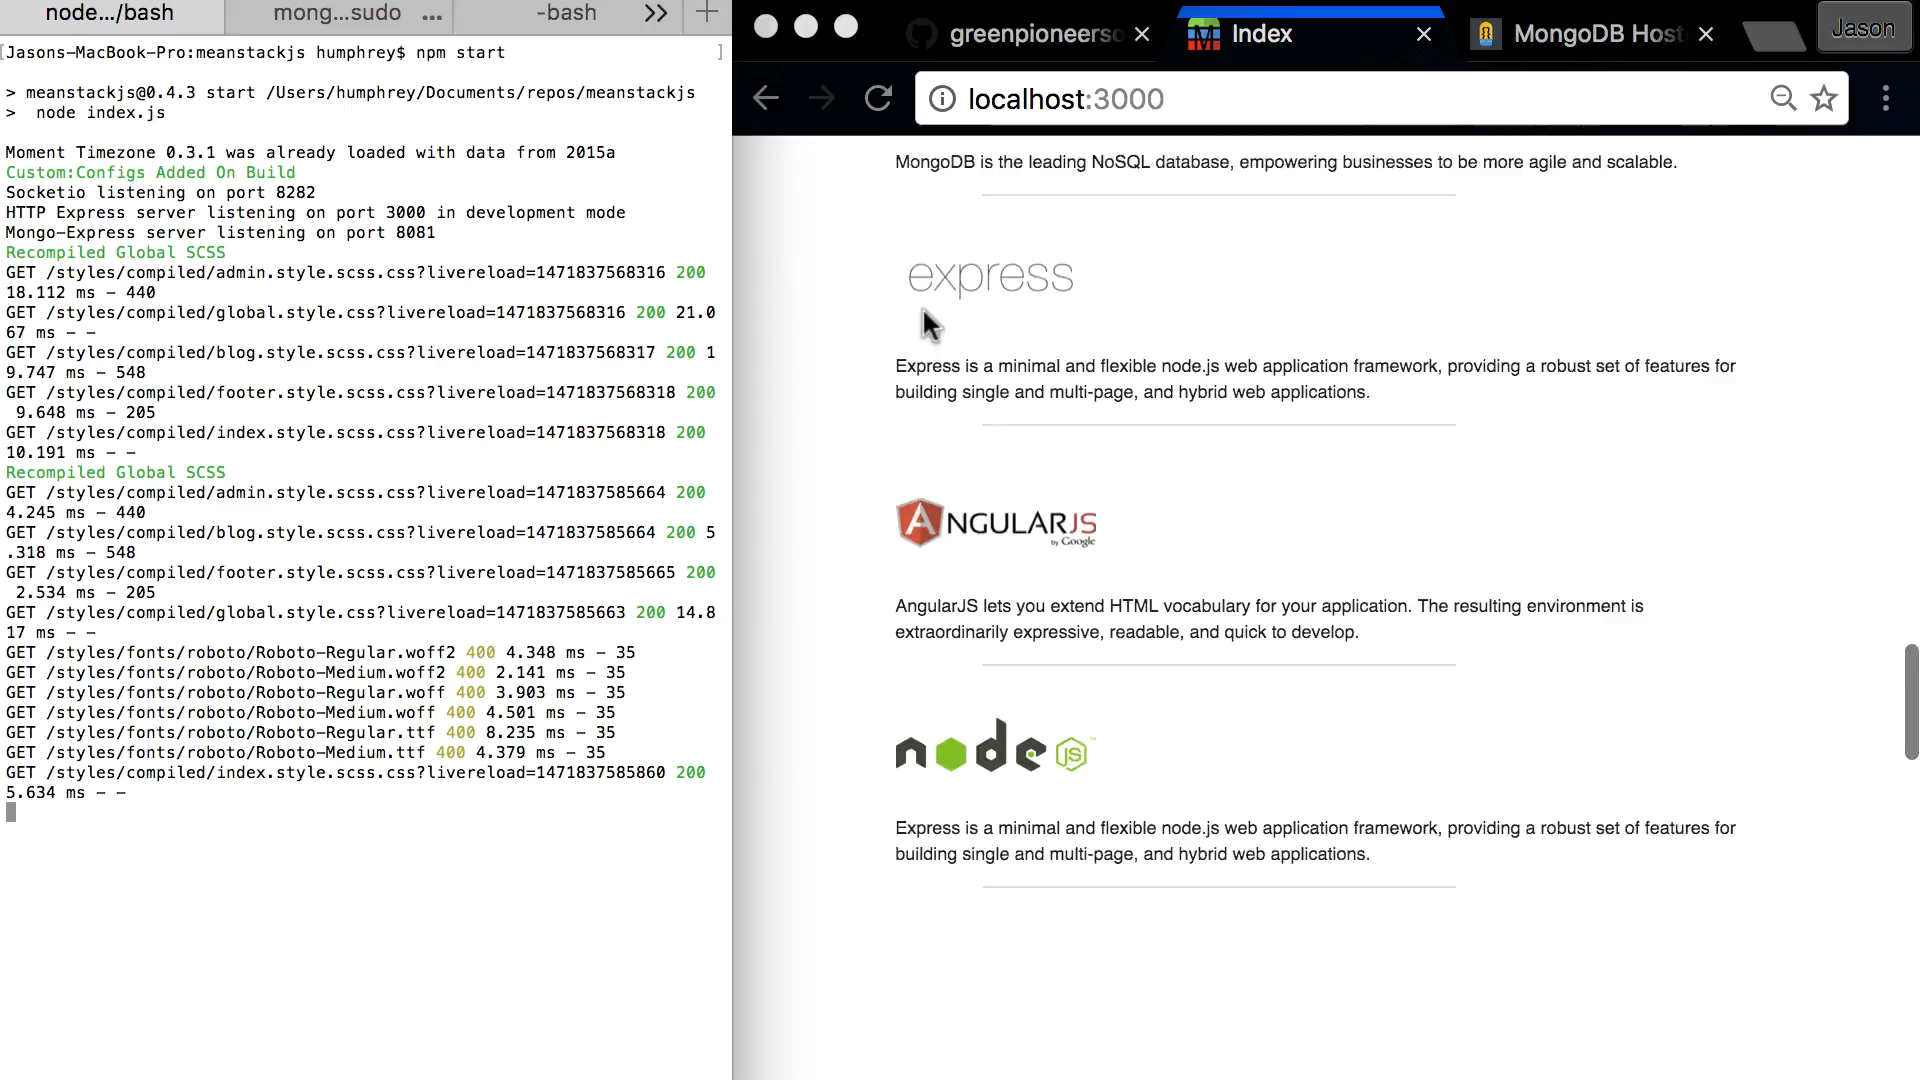 node.../bash
mong...sudo ...
-bash
[Jasons-MacBook-Pro:meanstackjs humphrey$ npm start ]
> meanstackjs@0.4.3 start /Users/humphrey/Documents/repos/meanstackjs
> node index.js
Moment Timezone 0.3.1 was already loaded with data from 2015a
Custom:Configs Added On Build
Socketio listening on port 8282
HTTP Express server listening on port 3000 in development mode
Mongo-Express server listening on port 8081
Recompiled Global SCSS
GET /styles/compiled/admin.style.scss.css?livereload=1471837568316 200
18.112 ms - 440
GET /styles/compiled/global.style.css?livereload=1471837568316 200 21.0
67 ms - -
GET /styles/compiled/blog.style.scss.css?livereload=1471837568317 200 1
9.747 ms - 548
GET /styles/compiled/footer.style.scss.css?livereload=1471837568318 200
9.648 ms - 205
GET /styles/compiled/index.style.scss.css?livereload=1471837568318 200
10.191 ms - -
Recompiled Global SCSS
GET /styles/compiled/admin.style.scss.css?livereload=1471837585664 200
4.245 ms - 440
GET /styles/compiled/blog.style.scss.css?livereload=1471837585664 200 5
.318 ms - 548
GET /styles/compiled/footer.style.scss.css?livereload=1471837585665 200
2.534 ms - 205
GET /styles/compiled/global.style.css?livereload=1471837585663 200 14.8
17 ms - -
GET /styles/fonts/roboto/Roboto-Regular.woff2 400 4.348 ms - 35
GET /styles/fonts/roboto/Roboto-Medium.woff2 400 2.141 ms - 35
GET /styles/fonts/roboto/Roboto-Regular.woff 400 3.903 ms - 35
GET /styles/fonts/roboto/Roboto-Medium.woff 400 4.501 ms - 35
GET /styles/fonts/roboto/Roboto-Regular.ttf 400 8.235 ms - 35
GET /styles/fonts/roboto/Roboto-Medium.ttf 400 4.379 ms - 35
GET /styles/compiled/index.style.scss.css?livereload=1471837585860 200
5.634 ms - -
greenpioneerso
Index
MongoDB Host
Jason
localhost:3000
MongoDB is the leading NoSQL database, empowering businesses to be more agile and scalable.
express
Express is a minimal and flexible node.js web application framework, providing a robust set of features for
building single and multi-page, and hybrid web applications.
ANGULARJS
by Google
AngularJS lets you extend HTML vocabulary for your application. The resulting environment is
extraordinarily expressive, readable, and quick to develop.
node JS™
Express is a minimal and flexible node.js web application framework, providing a robust set of features for
building single and multi-page, and hybrid web applications.